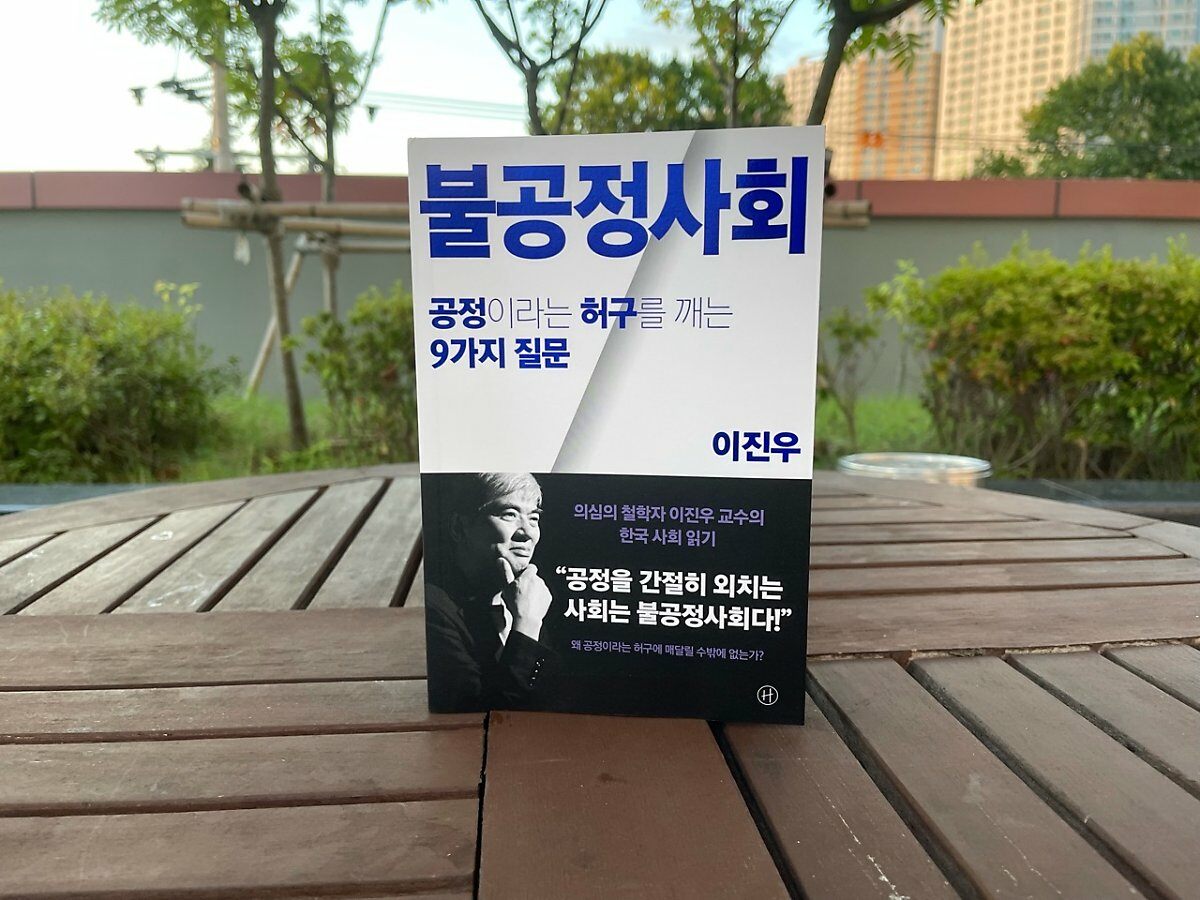 불공정사회
공정이라는 허구를 깨는
9가지 질문
이진우
의심의 철학자 이진우 교수의
한국 사회 읽기
“공정을 간절히 외치는
사회는 불공정사회다!”
왜 공정이라는 허구에 매달릴 수밖에 없는가?
H